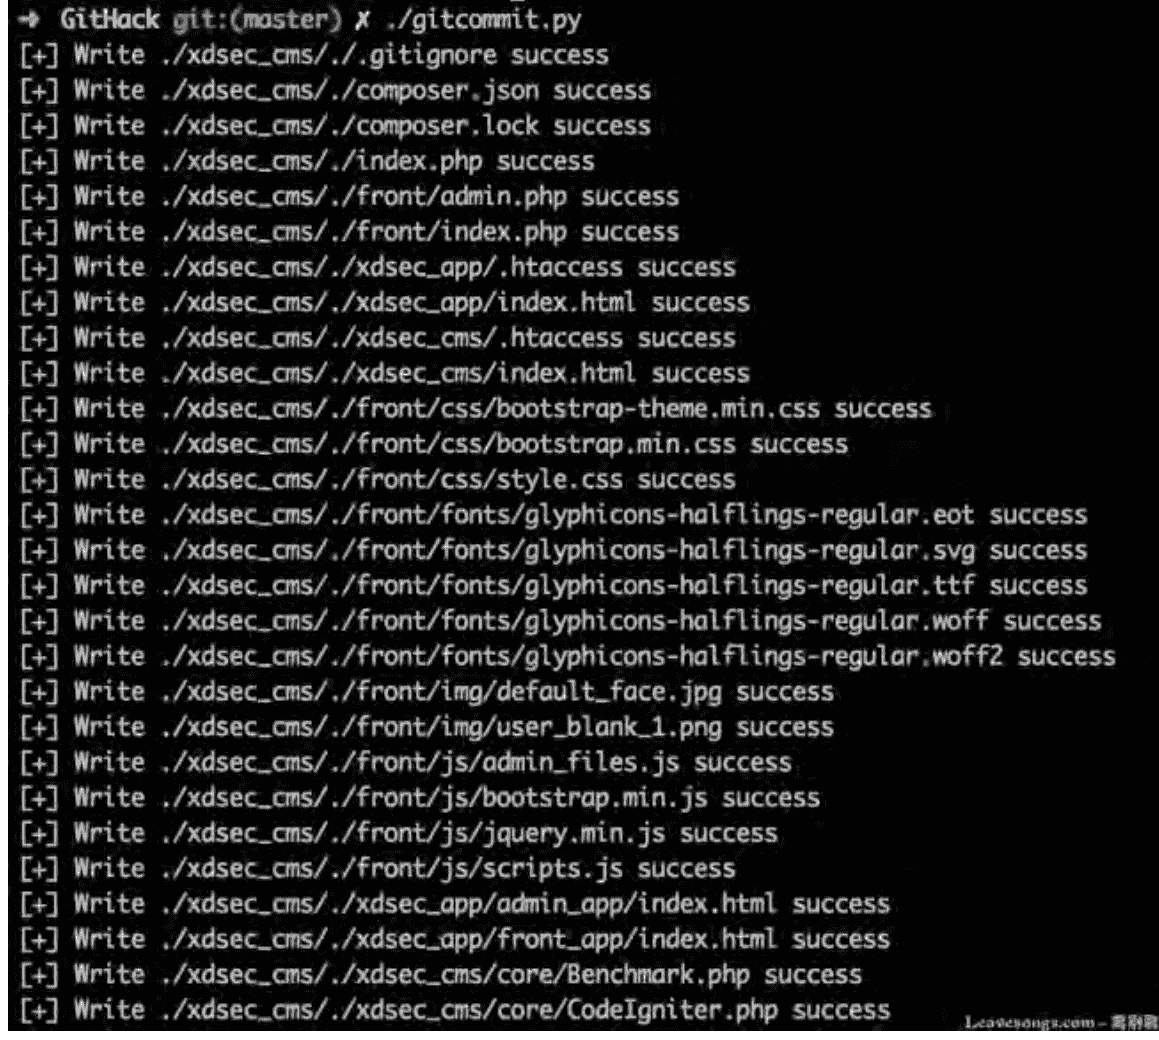 ➜ GitHack git:(master) ✗ ./gitcommit.py
[+] Write ./xdsec_cms/./.gitignore success
[+] Write ./xdsec_cms/./composer.json success
[+] Write ./xdsec_cms/./composer.lock success
[+] Write ./xdsec_cms/./index.php success
[+] Write ./xdsec_cms/./front/admin.php success
[+] Write ./xdsec_cms/./front/index.php success
[+] Write ./xdsec_cms/./xdsec_app/.htaccess success
[+] Write ./xdsec_cms/./xdsec_app/index.html success
[+] Write ./xdsec_cms/./xdsec_cms/.htaccess success
[+] Write ./xdsec_cms/./xdsec_cms/index.html success
[+] Write ./xdsec_cms/./front/css/bootstrap-theme.min.css success
[+] Write ./xdsec_cms/./front/css/bootstrap.min.css success
[+] Write ./xdsec_cms/./front/css/style.css success
[+] Write ./xdsec_cms/./front/fonts/glyphicons-halflings-regular.eot success
[+] Write ./xdsec_cms/./front/fonts/glyphicons-halflings-regular.svg success
[+] Write ./xdsec_cms/./front/fonts/glyphicons-halflings-regular.ttf success
[+] Write ./xdsec_cms/./front/fonts/glyphicons-halflings-regular.woff success
[+] Write ./xdsec_cms/./front/fonts/glyphicons-halflings-regular.woff2 success
[+] Write ./xdsec_cms/./front/img/default_face.jpg success
[+] Write ./xdsec_cms/./front/img/user_blank_1.png success
[+] Write ./xdsec_cms/./front/js/admin_files.js success
[+] Write ./xdsec_cms/./front/js/bootstrap.min.js success
[+] Write ./xdsec_cms/./front/js/jquery.min.js success
[+] Write ./xdsec_cms/./front/js/scripts.js success
[+] Write ./xdsec_cms/./xdsec_app/admin_app/index.html success
[+] Write ./xdsec_cms/./xdsec_app/front_app/index.html success
[+] Write ./xdsec_cms/./xdsec_cms/core/Benchmark.php success
[+] Write ./xdsec_cms/./xdsec_cms/core/CodeIgniter.php success
Leavesongs.com -